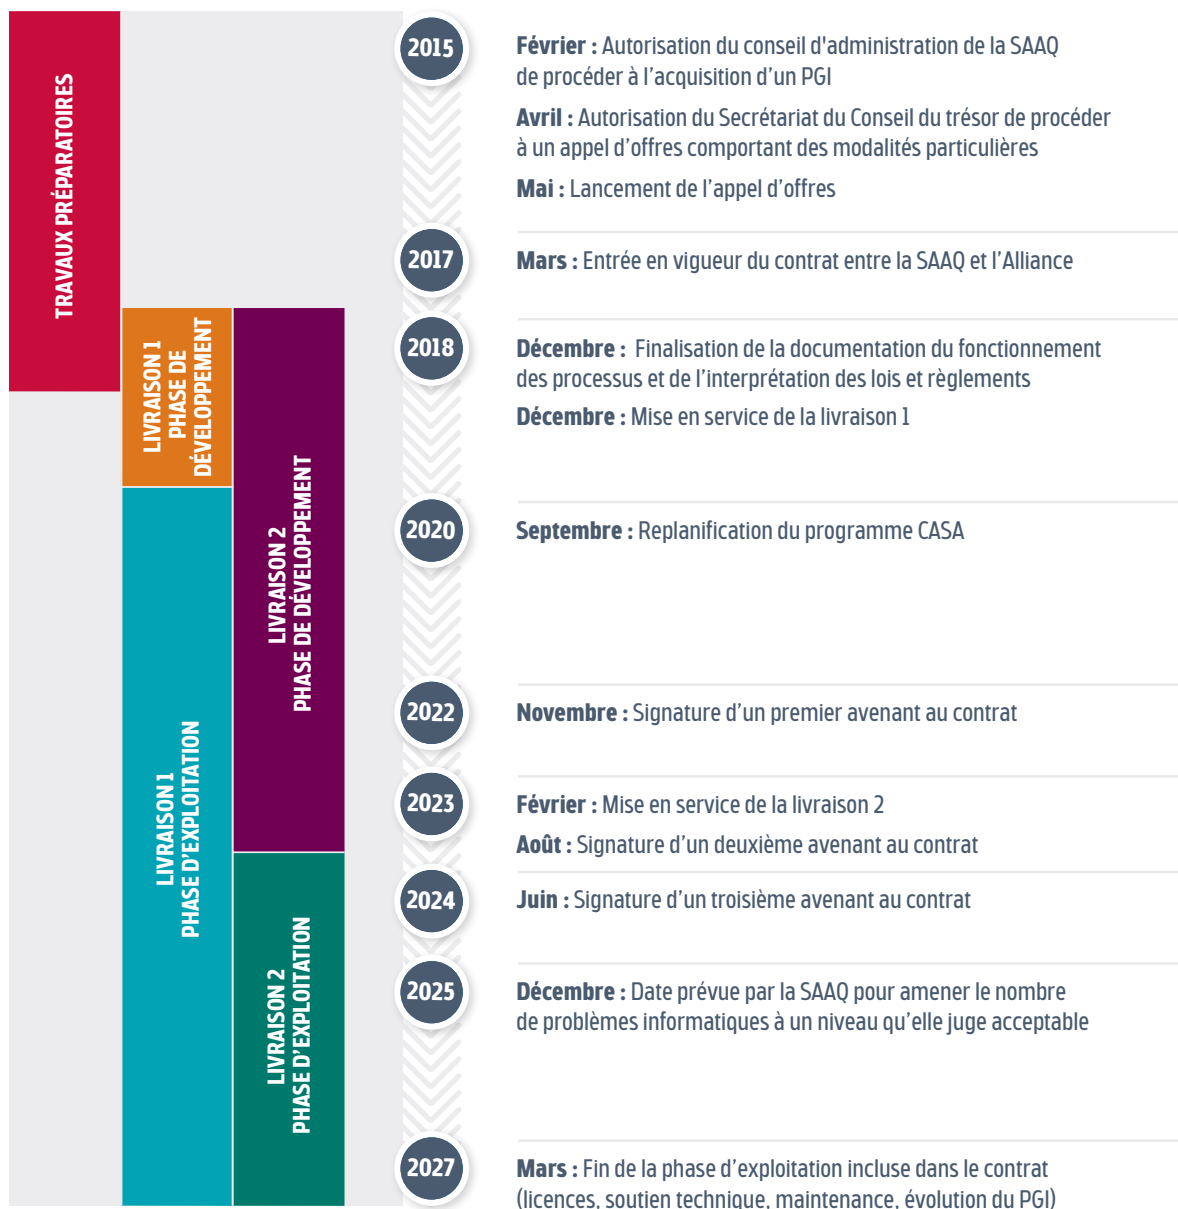 TRAVAUX PRÉPARATOIRES
LIVRAISON 1
PHASE DE
DÉVELOPPEMENT
LIVRAISON 2
PHASE DE DÉVELOPPEMENT
LIVRAISON 1
PHASE D'EXPLOITATION
LIVRAISON 2
PHASE D'EXPLOITATION
2015
Février : Autorisation du conseil d'administration de la SAAQ
de procéder à l'acquisition d'un PGI
Avril : Autorisation du Secrétariat du Conseil du trésor de procéder
à un appel d'offres comportant des modalités particulières
Mai : Lancement de l'appel d'offres
2017
Mars : Entrée en vigueur du contrat entre la SAAQ et l'Alliance
2018
Décembre : Finalisation de la documentation du fonctionnement
des processus et de l'interprétation des lois et règlements
Décembre : Mise en service de la livraison 1
2020
Septembre : Replanification du programme CASA
2022
Novembre : Signature d'un premier avenant au contrat
2023
Février : Mise en service de la livraison 2
Août : Signature d'un deuxième avenant au contrat
2024
Juin : Signature d'un troisième avenant au contrat
2025
Décembre : Date prévue par la SAAQ pour amener le nombre
de problèmes informatiques à un niveau qu'elle juge acceptable
2027
Mars : Fin de la phase d'exploitation incluse dans le contrat
(licences, soutien technique, maintenance, évolution du PGI)